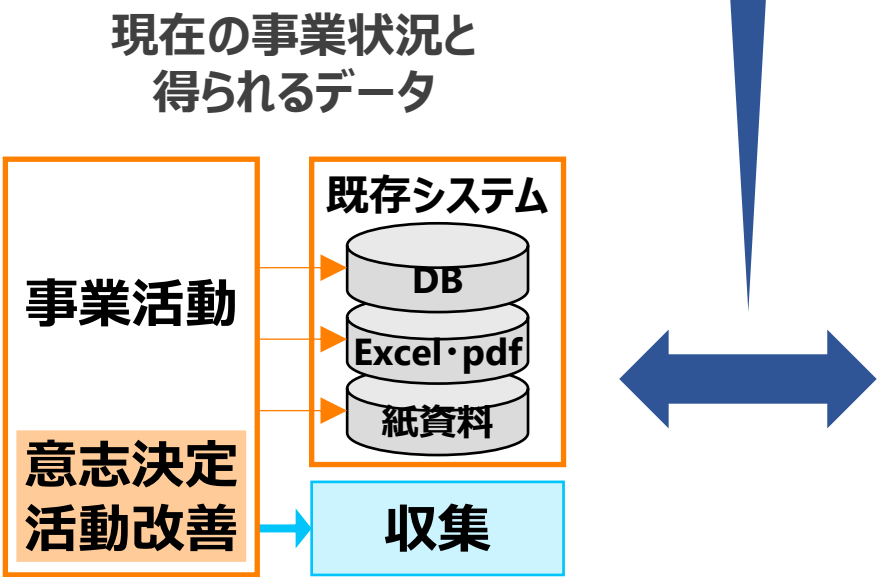 現在の事業状況と
得られるデータ
事業活動
意志決定
活動改善
既存システム
DB
Excel・pdf
紙資料
収集